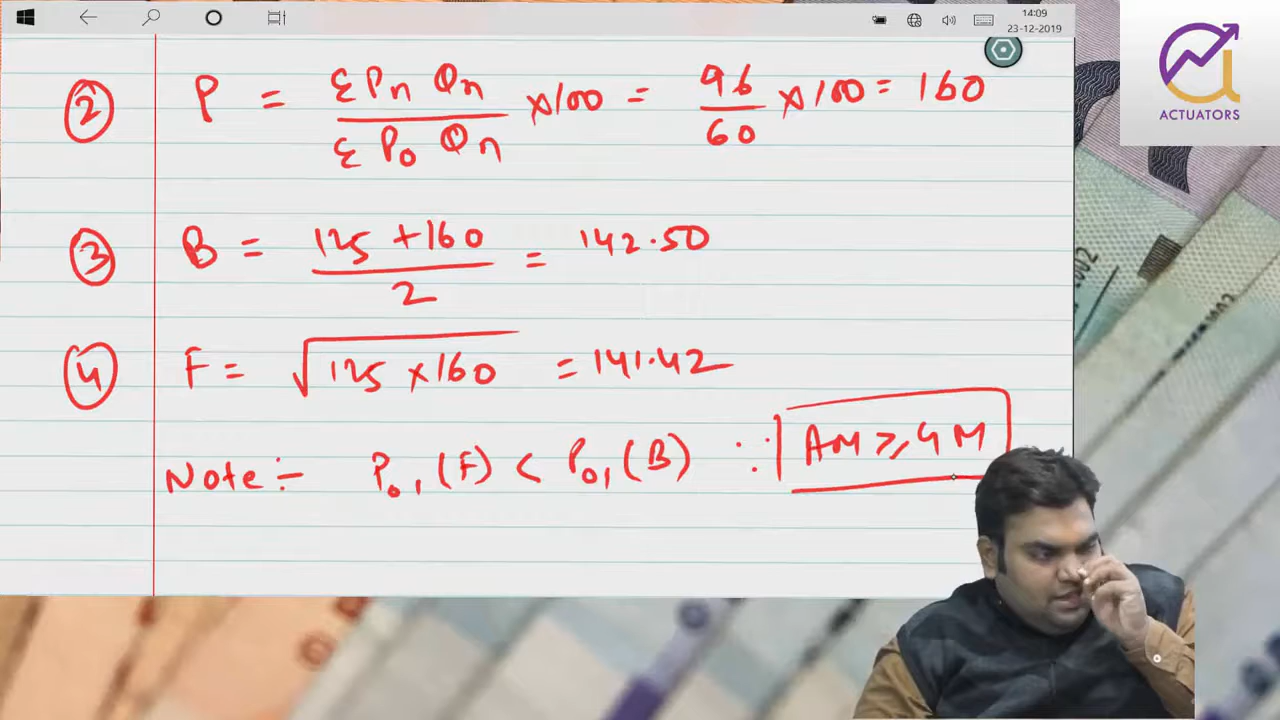 14:09
23-12-2019
ACTUATORS
② P = ΣPn Qn / ΣP0 Qn ×100 = 96/60 ×100 = 160
③ B = 125 + 160 / 2 = 142.50
④ F = √125 × 160 = 141.42
Note:- P01 (F) < P01 (B) ∵ AM ≥ GM